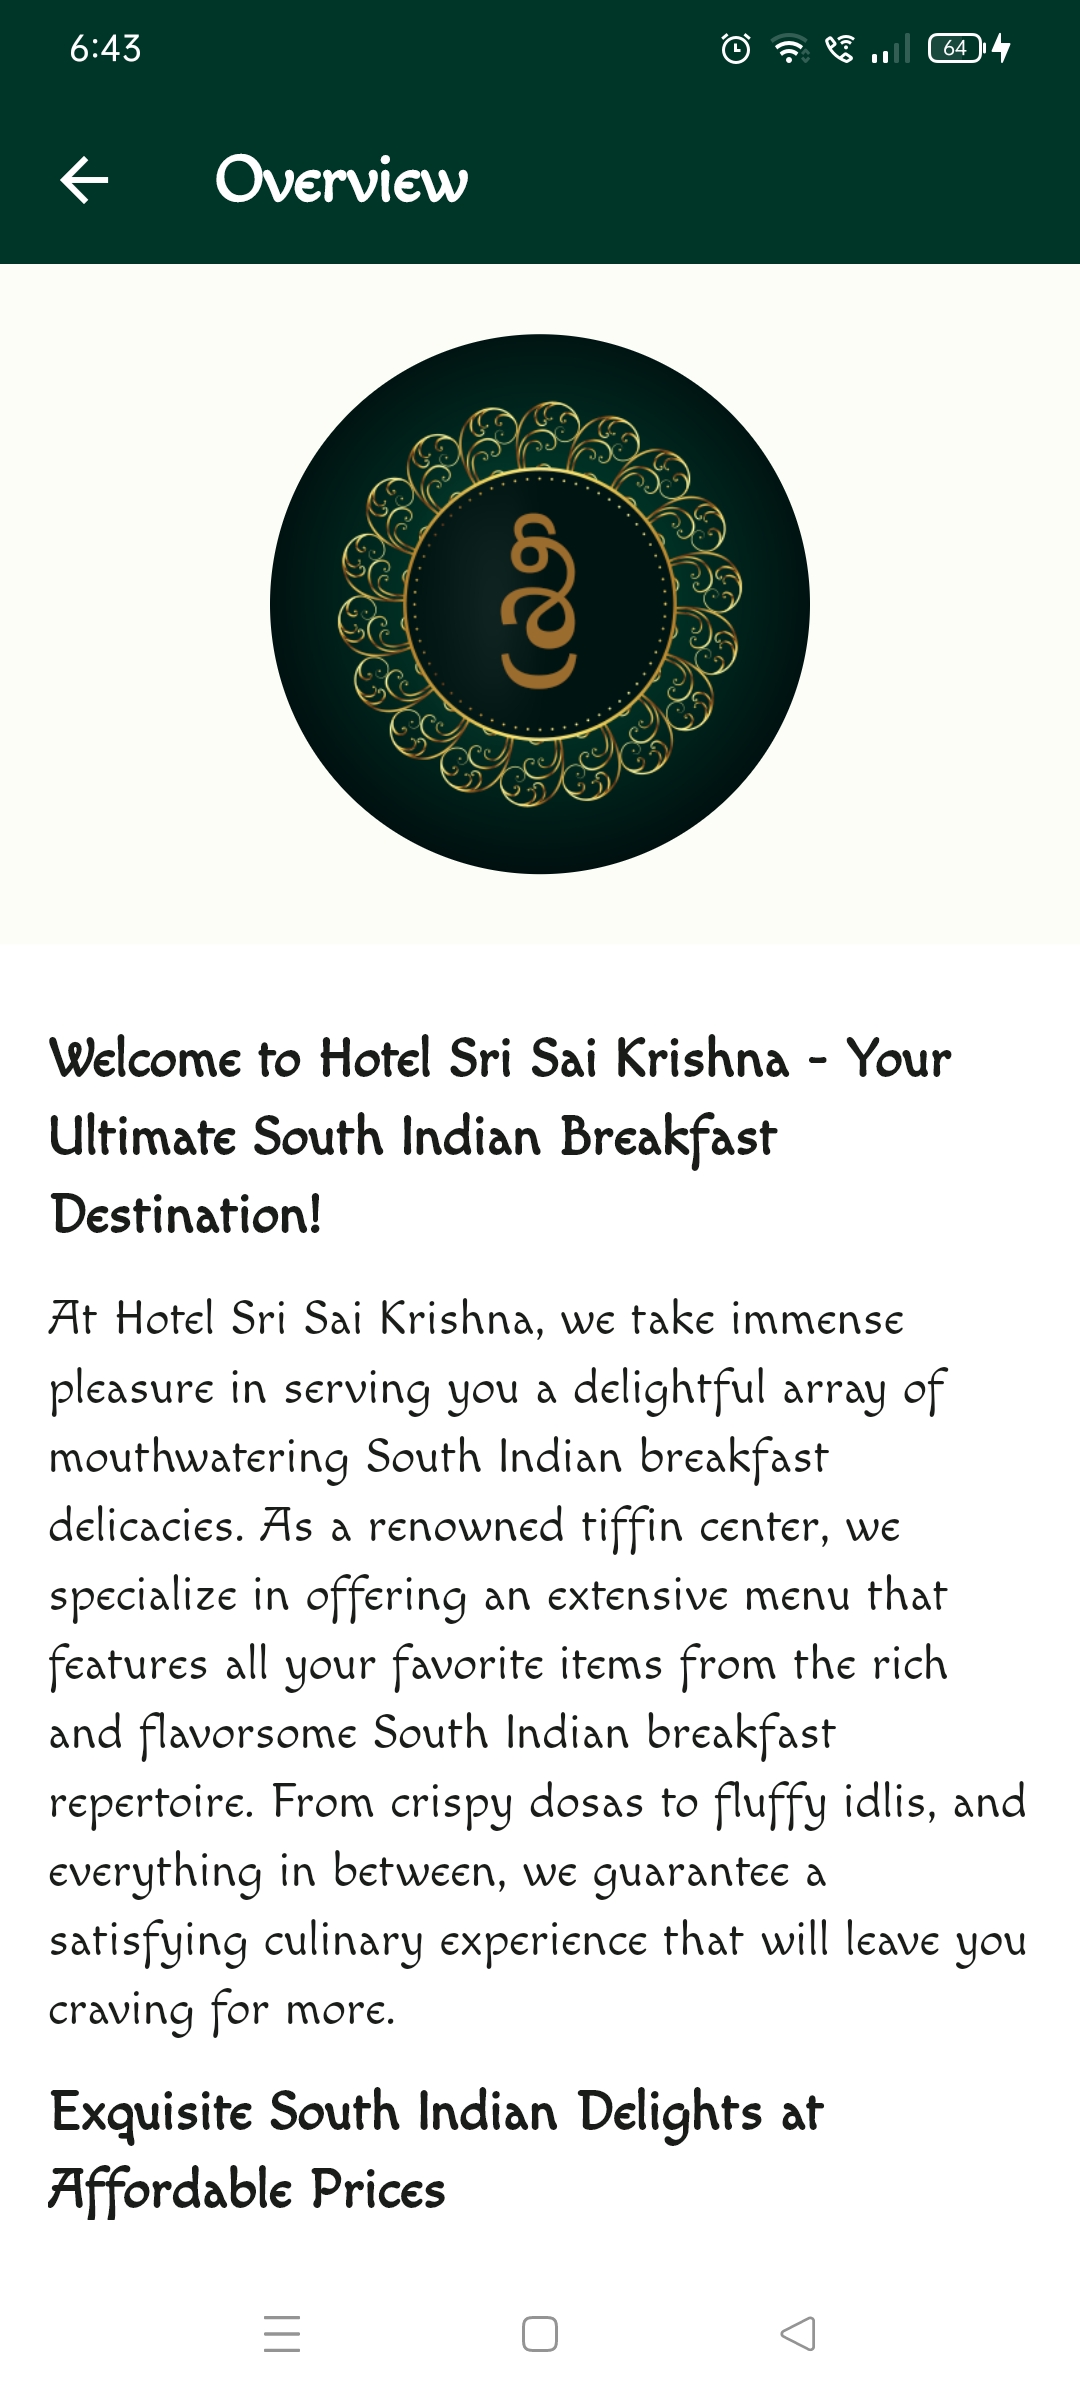 6:43
64
Overview
శ్రీ
Welcome to Hotel Sri Sai Krishna - Your
Ultimate South Indian Breakfast
Destination!
At Hotel Sri Sai Krishna, we take immense
pleasure in serving you a delightful array of
mouthwatering South Indian breakfast
delicacies. As a renowned tiffin center, we
specialize in offering an extensive menu that
features all your favorite items from the rich
and flavorsome South Indian breakfast
repertoire. From crispy dosas to fluffy idlis, and
everything in between, we guarantee a
satisfying culinary experience that will leave you
craving for more.
Exquisite South Indian Delights at
Affordable Prices